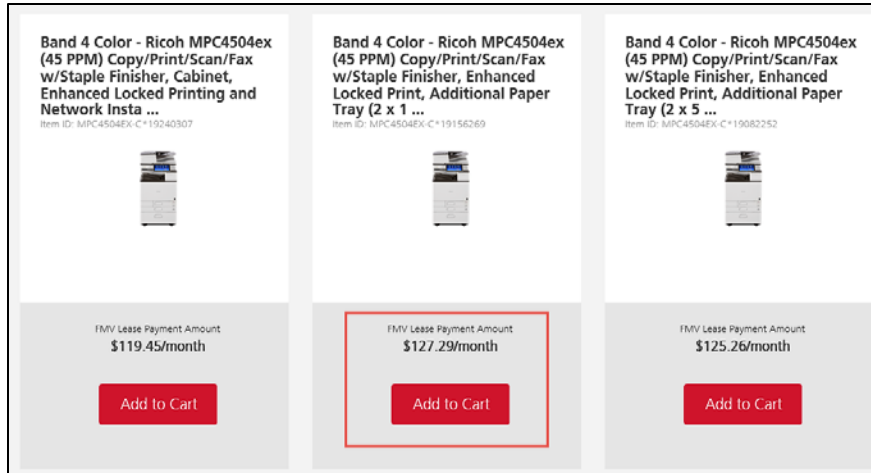 Band 4 Color - Ricoh MPC4504ex
(45 PPM) Copy/Print/Scan/Fax
w/Staple Finisher, Cabinet,
Enhanced Locked Printing and
Network Insta ...
Item ID: MPC4504EX-C*19240307
FMV Lease Payment Amount
$119.45/month
Add to Cart
Band 4 Color - Ricoh MPC4504ex
(45 PPM) Copy/Print/Scan/Fax
w/Staple Finisher, Enhanced
Locked Print, Additional Paper
Tray (2 x 1 ...
Item ID: MPC4504EX-C*19156269
FMV Lease Payment Amount
$127.29/month
Add to Cart
Band 4 Color - Ricoh MPC4504ex
(45 PPM) Copy/Print/Scan/Fax
w/Staple Finisher, Enhanced
Locked Print, Additional Paper
Tray (2 x 5 ...
Item ID: MPC4504EX-C*19082252
FMV Lease Payment Amount
$125.26/month
Add to Cart